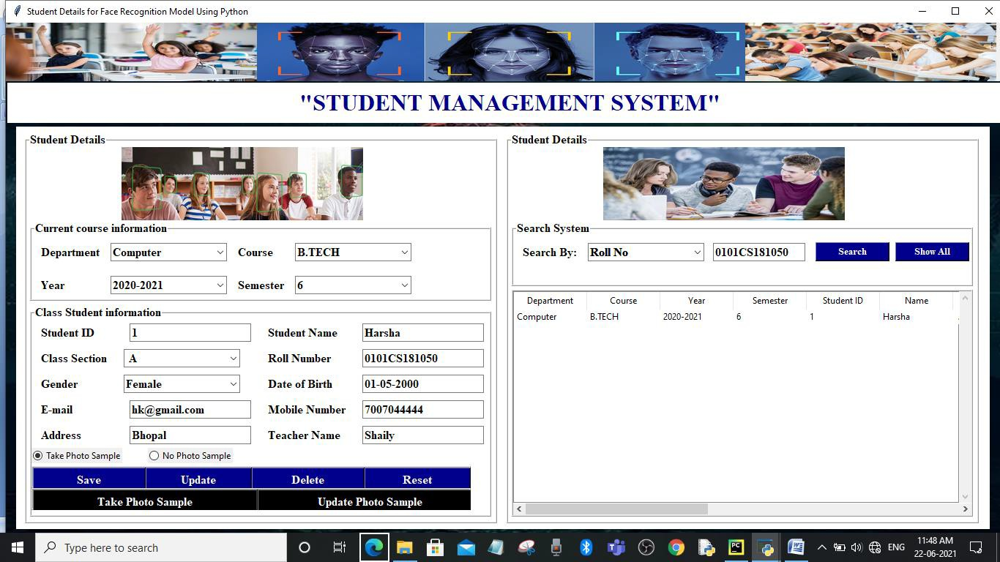 Student Details for Face Recognition Model Using Python
"STUDENT MANAGEMENT SYSTEM"
Student Details
Current course information
Department Computer Course B.TECH
Year 2020-2021 Semester 6
Class Student information
Student ID 1 Student Name Harsha
Class Section A Roll Number 0101CS181050
Gender Female Date of Birth 01-05-2000
E-mail hk@gmail.com Mobile Number 7007044444
Address Bhopal Teacher Name Shaily
Take Photo Sample No Photo Sample
Save Update Delete Reset
Take Photo Sample Update Photo Sample
Student Details
Search System
Search By: Roll No 0101CS181050 Search Show All
Department Course Year Semester Student ID Name
Computer B.TECH 2020-2021 6 1 Harsha
Type here to search
PC
W
ENG
11:48 AM
22-06-2021